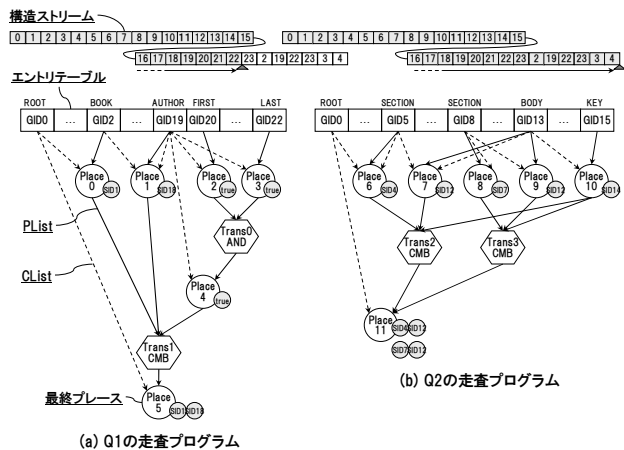 構造ストリーム
0 1 2 3 4 5 6 7 8 9 10 11 12 13 14 15
16 17 18 19 20 21 22 23 2 19 22 23 3 4
0 1 2 3 4 5 6 7 8 9 10 11 12 13 14 15
16 17 18 19 20 21 22 23 2 19 22 23 3 4
エントリテーブル
ROOT BOOK AUTHOR FIRST LAST
GID0 ... GID2 ... GID19 GID20 ... GID22
ROOT SECTION SECTION BODY KEY
GID0 ... GID5 ... GID8 ... GID13 ... GID15
Place 0 SID1
Place 1 SID18
Place 2 true
Place 3 true
Place 6 SID4
Place 7 SID12
Place 8 SID7
Place 9 SID12
Place 10 SID14
PList
Trans0 AND
Trans2 CMB
Trans3 CMB
CList
Place 4 true
Place 11 SID4 SID12
SID7 SID12
Trans1 CMB
最終プレース
Place 5 SID1 SID18
(b) Q2の走査プログラム
(a) Q1の走査プログラム